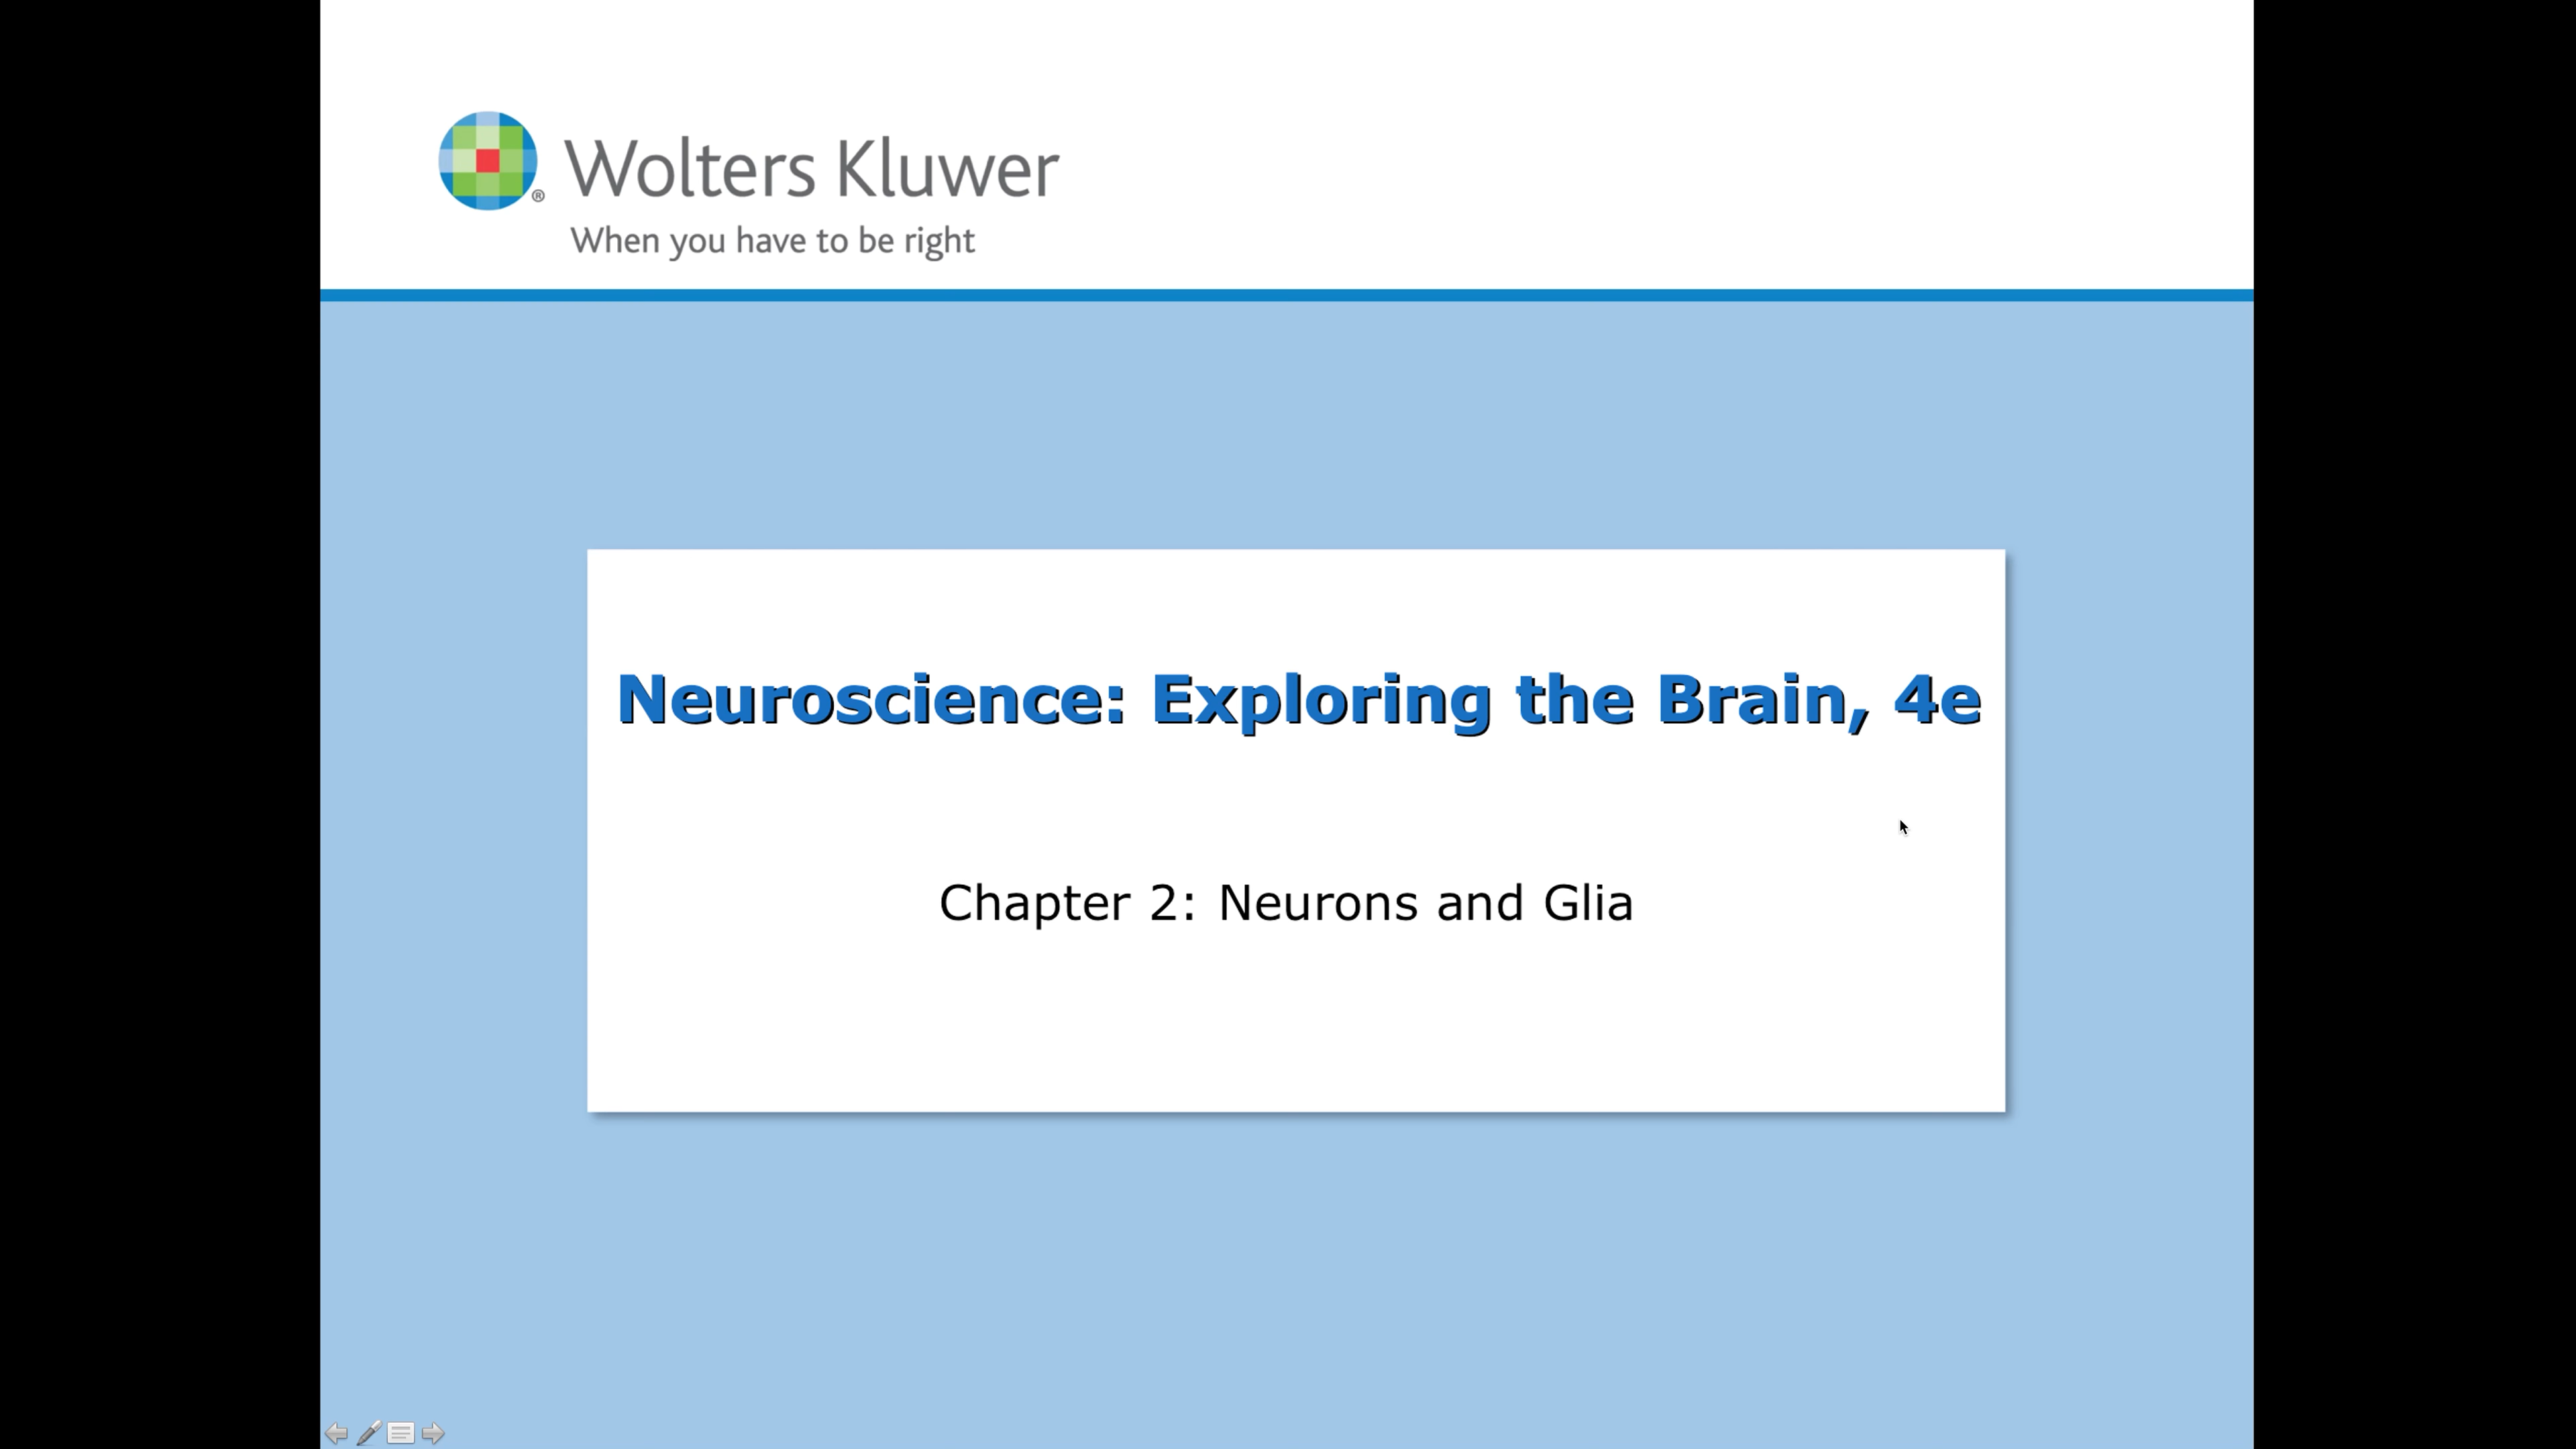 Wolters Kluwer
®
When you have to be right
Neuroscience: Exploring the Brain, 4e
Chapter 2: Neurons and Glia